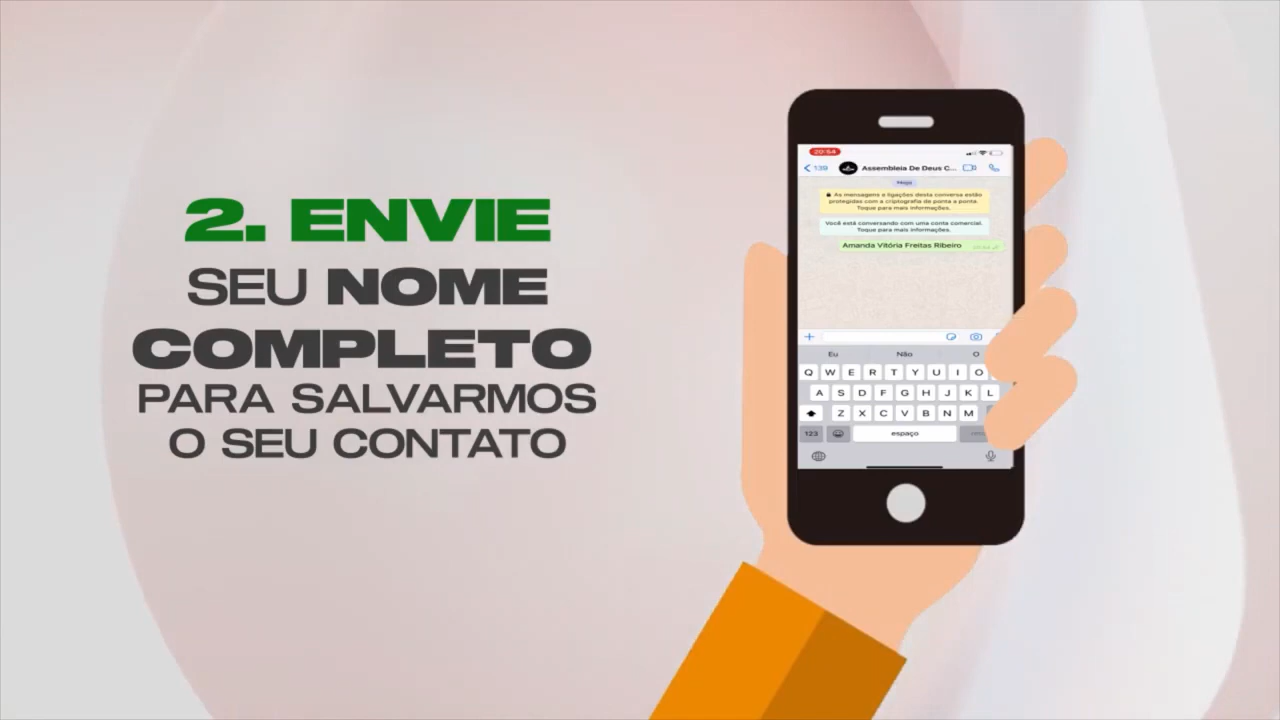 2. ENVIE
SEU NOME
COMPLETO
PARA SALVARMOS
O SEU CONTATO
20:54
139
Assembleia De Deus C...
Hoje
As mensagens e ligações desta conversa estão
protegidas com a criptografia de ponta a ponta.
Toque para mais informações.
Você está conversando com uma conta comercial.
Toque para mais informações.
Amanda Vitória Freitas Ribeiro
Eu Não O
Q W E R T Y U I O
A S D F G H J K L
Z X C V B N M
123 espaço